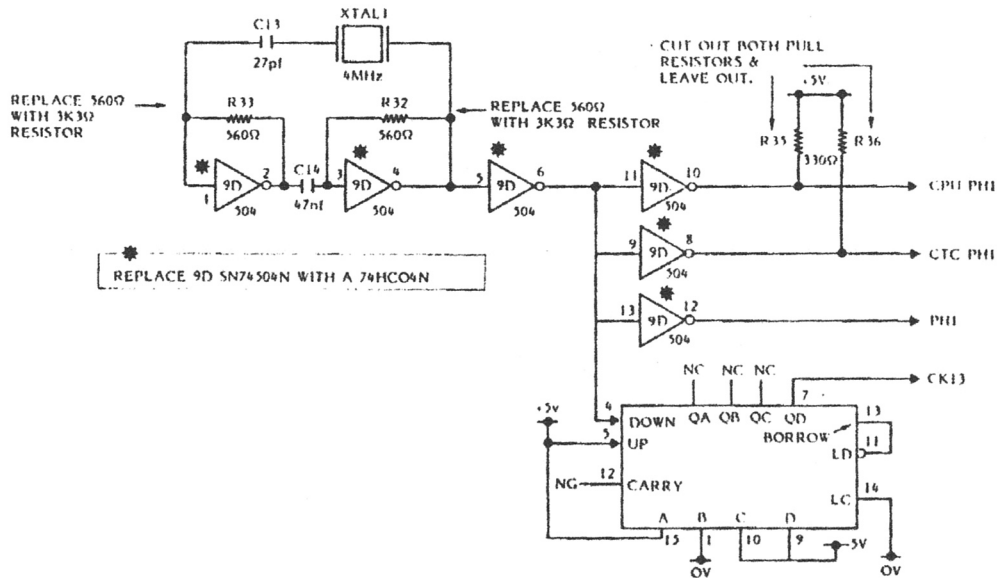 C13
XTAL1
27pf
4MHz
CUT OUT BOTH PULL
RESISTORS &
LEAVE OUT.
+5V
REPLACE 560Ω
WITH 3K3Ω
RESISTOR
R33
560Ω
R32
560Ω
REPLACE 560Ω
WITH 3K3Ω RESISTOR
R35
330Ω
R36
9D
1
2
504
C14
47nf
9D
3
4
504
9D
5
6
504
9D
11
10
504
CPU PHI
9D
9
8
504
CTC PHI
9D
13
12
504
PHI
REPLACE 9D SN74504N WITH A 74HC04N
NC
NC
NC
7
CK13
+5v
4
DOWN
QA
QB
QC
QD
13
5
UP
BORROW
11
LD
NG
12
CARRY
LC
14
A
B
C
D
15
1
10
9
5V
0V
0V